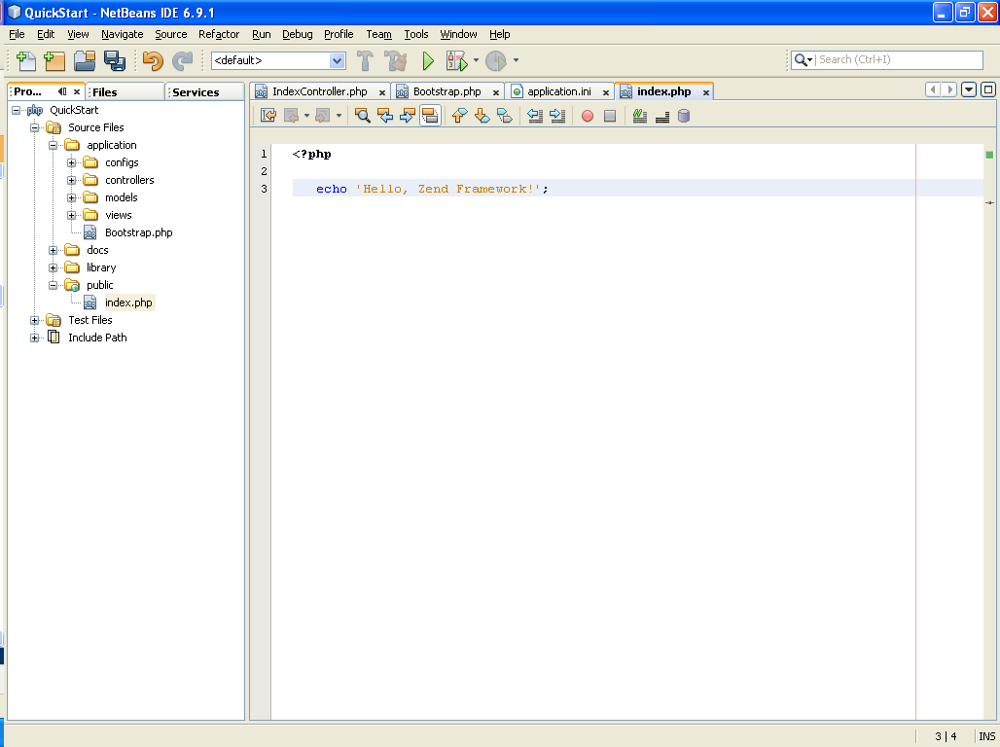 QuickStart - NetBeans IDE 6.9.1
File Edit View Navigate Source Refactor Run Debug Profile Team Tools Window Help
<default>
Search (Ctrl+I)
Pro... Files Services
IndexController.php Bootstrap.php application.ini index.php
QuickStart
Source Files
application
configs
controllers
models
views
Bootstrap.php
docs
library
public
index.php
Test Files
Include Path
1 <?php
2
3 echo 'Hello, Zend Framework!';
3 | 4 INS